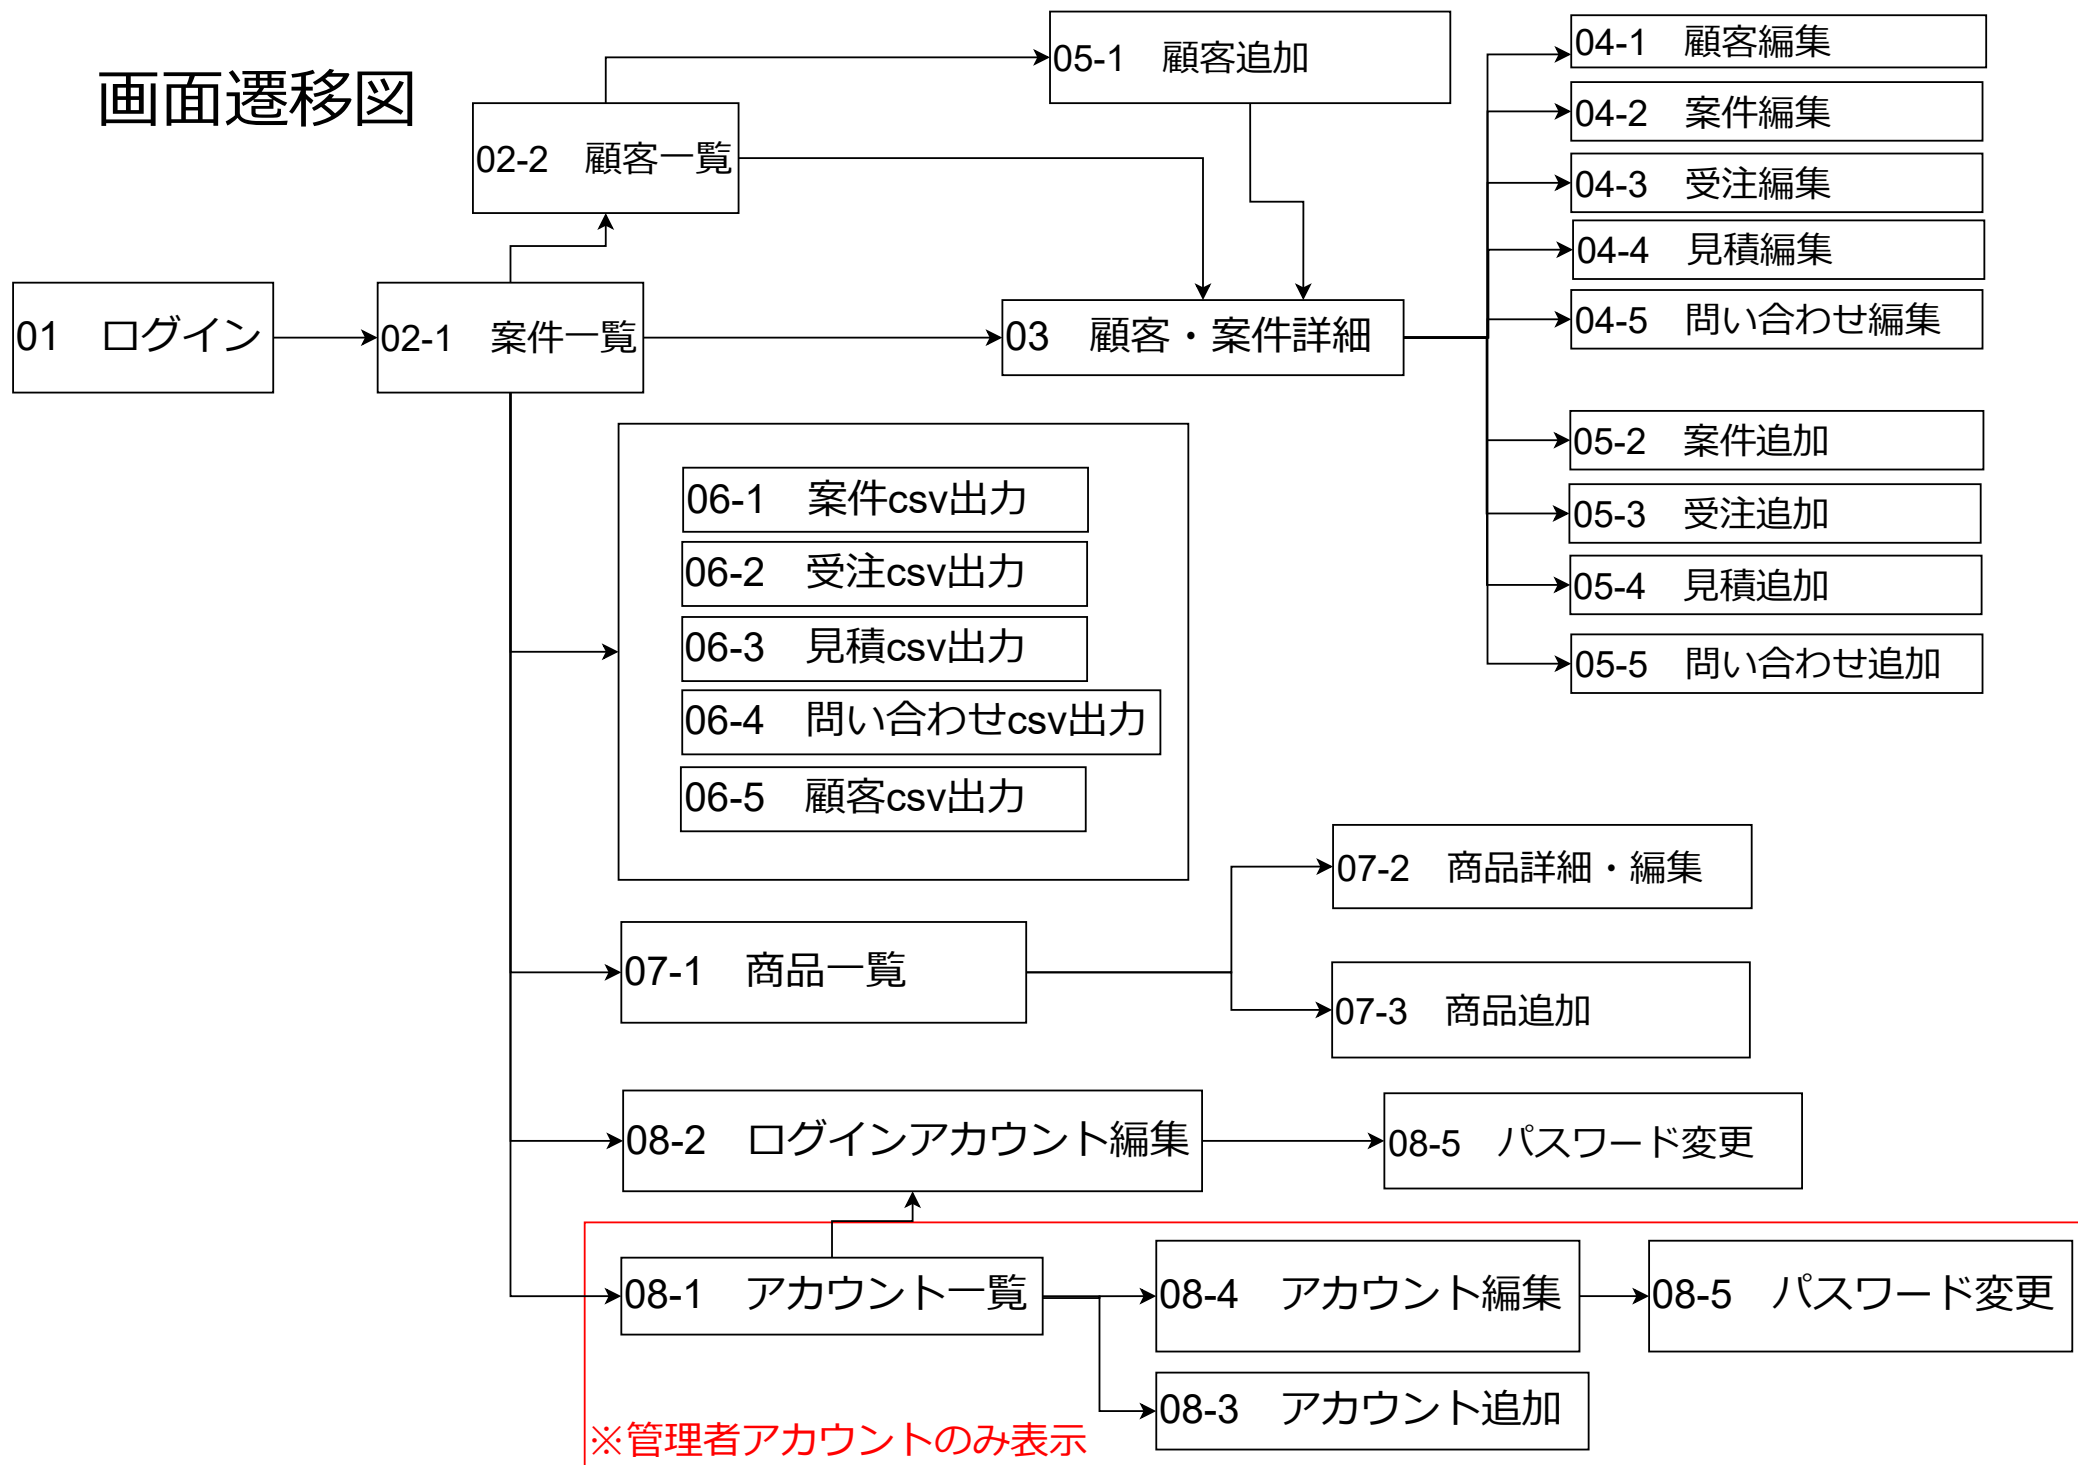 画面遷移図
01　ログイン
02-1　案件一覧
02-2　顧客一覧
05-1　顧客追加
03　顧客・案件詳細
04-1　顧客編集
04-2　案件編集
04-3　受注編集
04-4　見積編集
04-5　問い合わせ編集
05-2　案件追加
05-3　受注追加
05-4　見積追加
05-5　問い合わせ追加
06-1　案件csv出力
06-2　受注csv出力
06-3　見積csv出力
06-4　問い合わせcsv出力
06-5　顧客csv出力
07-1　商品一覧
07-2　商品詳細・編集
07-3　商品追加
08-2　ログインアカウント編集
08-5　パスワード変更
08-1　アカウント一覧
08-4　アカウント編集
08-5　パスワード変更
08-3　アカウント追加
※管理者アカウントのみ表示